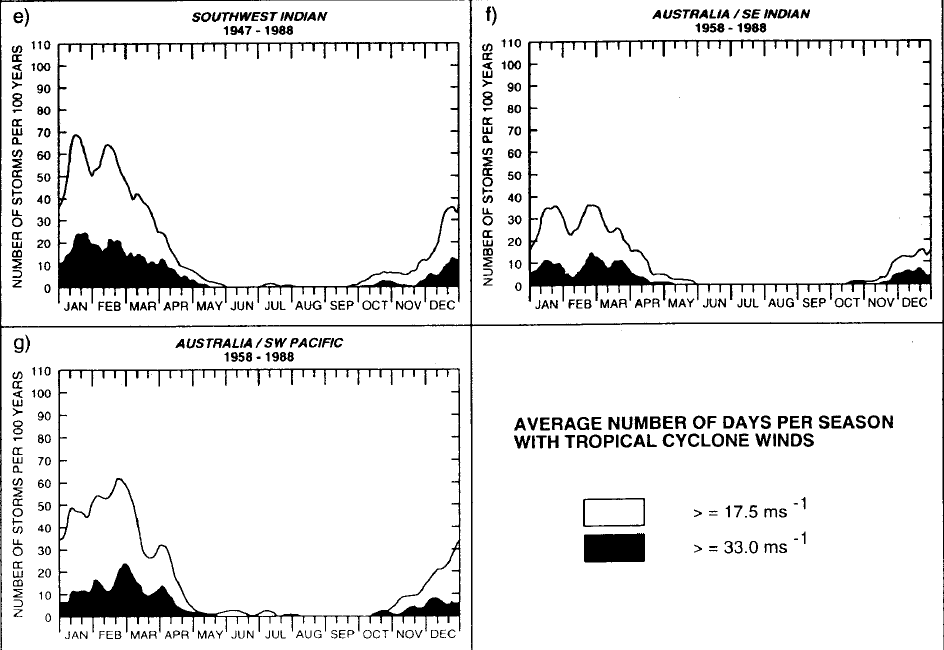 e)
SOUTHWEST INDIAN
1947 - 1988
NUMBER OF STORMS PER 100 YEARS
110
100
90
80
70
60
50
40
30
20
10
0
JAN FEB MAR APR MAY JUN JUL AUG SEP OCT NOV DEC
f)
AUSTRALIA / SE INDIAN
1958 - 1988
NUMBER OF STORMS PER 100 YEARS
110
100
90
80
70
60
50
40
30
20
10
0
JAN FEB MAR APR MAY JUN JUL AUG SEP OCT NOV DEC
g)
AUSTRALIA / SW PACIFIC
1958 - 1988
NUMBER OF STORMS PER 100 YEARS
110
100
90
80
70
60
50
40
30
20
10
0
JAN FEB MAR APR MAY JUN JUL AUG SEP OCT NOV DEC
AVERAGE NUMBER OF DAYS PER SEASON
WITH TROPICAL CYCLONE WINDS
> = 17.5 ms -1
> = 33.0 ms -1